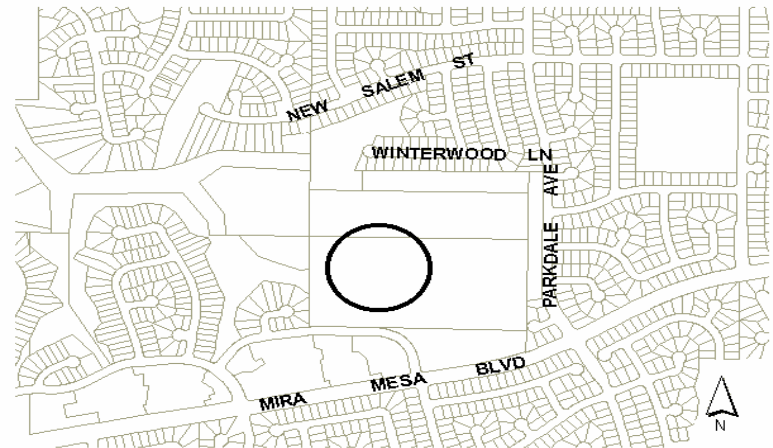 NEW SALEM ST
WINTERWOOD LN
PARKDALE AVE
MIRA MESA BLVD
N